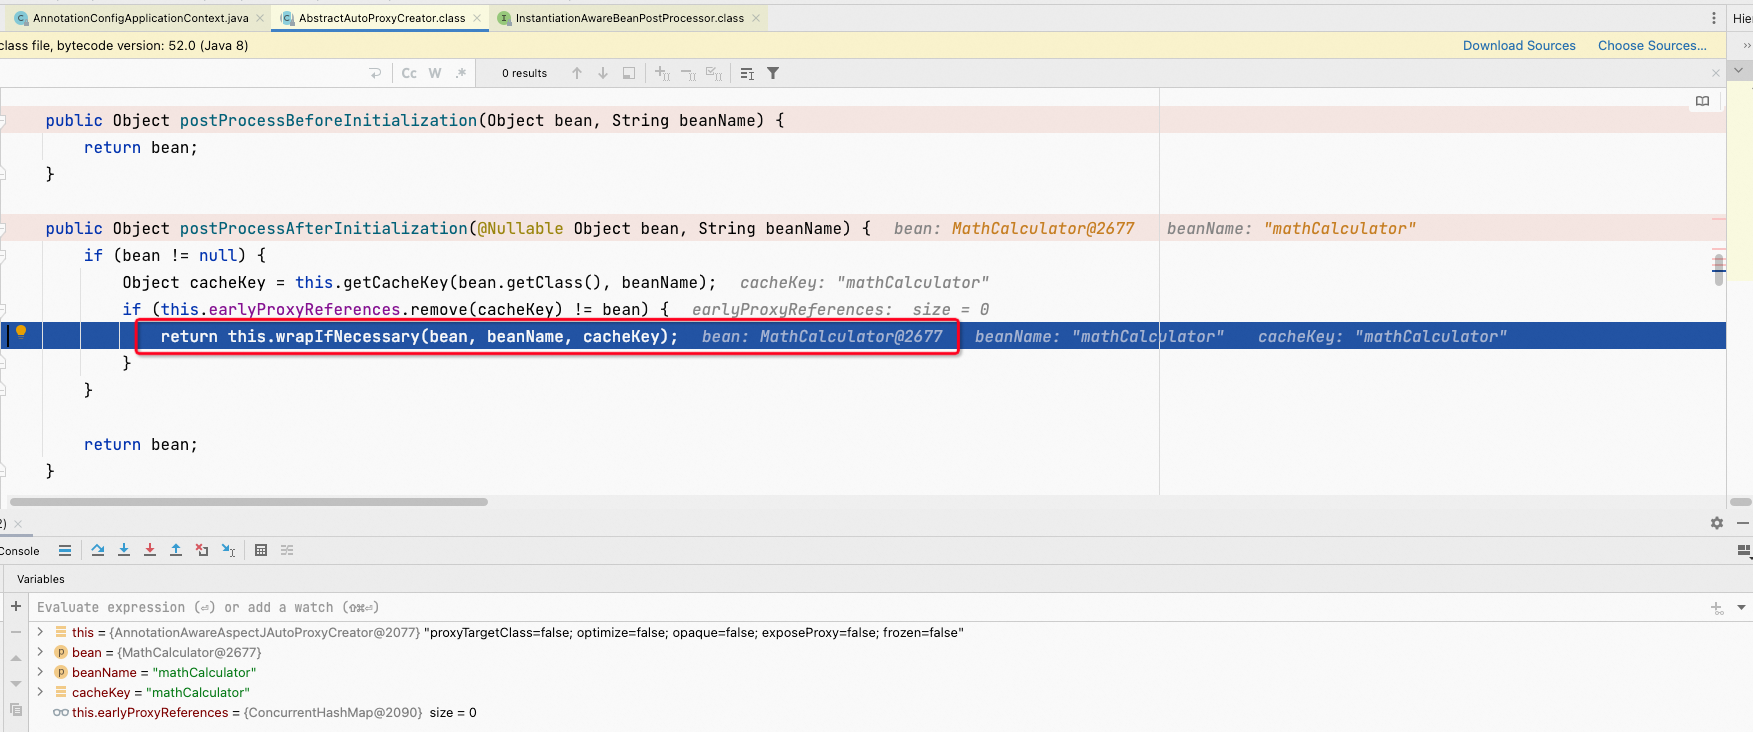 AnnotationConfigApplicationContext.java
AbstractAutoProxyCreator.class
InstantiationAwareBeanPostProcessor.class
Hier
class file, bytecode version: 52.0 (Java 8)
Download Sources
Choose Sources...
Cc
W
.*
0 results
public Object postProcessBeforeInitialization(Object bean, String beanName) {
return bean;
}
public Object postProcessAfterInitialization(@Nullable Object bean, String beanName) { bean: MathCalculator@2677 beanName: "mathCalculator"
if (bean != null) {
Object cacheKey = this.getCacheKey(bean.getClass(), beanName); cacheKey: "mathCalculator"
if (this.earlyProxyReferences.remove(cacheKey) != bean) { earlyProxyReferences: size = 0
return this.wrapIfNecessary(bean, beanName, cacheKey); bean: MathCalculator@2677 beanName: "mathCalculator" cacheKey: "mathCalculator"
}
}
return bean;
}
2)
Console
Variables
Evaluate expression (⏎) or add a watch (⇧⌘⏎)
this = {AnnotationAwareAspectJAutoProxyCreator@2077} "proxyTargetClass=false; optimize=false; opaque=false; exposeProxy=false; frozen=false"
bean = {MathCalculator@2677}
beanName = "mathCalculator"
cacheKey = "mathCalculator"
this.earlyProxyReferences = {ConcurrentHashMap@2090} size = 0